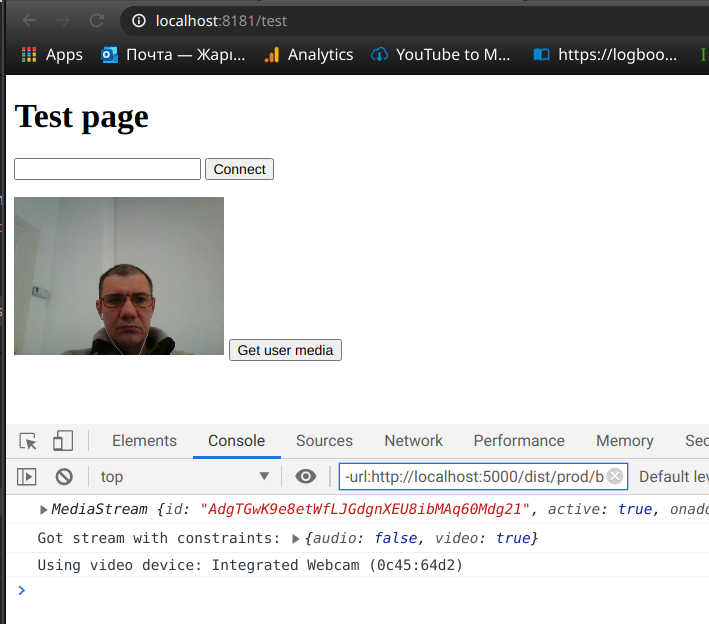 localhost:8181/test
Apps Почта — Жарı... Analytics YouTube to M... https://logboo...
Test page
Connect
Get user media
Elements Console Sources Network Performance Memory Sec
top -url:http://localhost:5000/dist/prod/b Default lev
MediaStream {id: "AdgTGwK9e8etWfLJGdgnXEU8ibMAq60Mdg21", active: true, onadd
Got stream with constraints: {audio: false, video: true}
Using video device: Integrated Webcam (0c45:64d2)